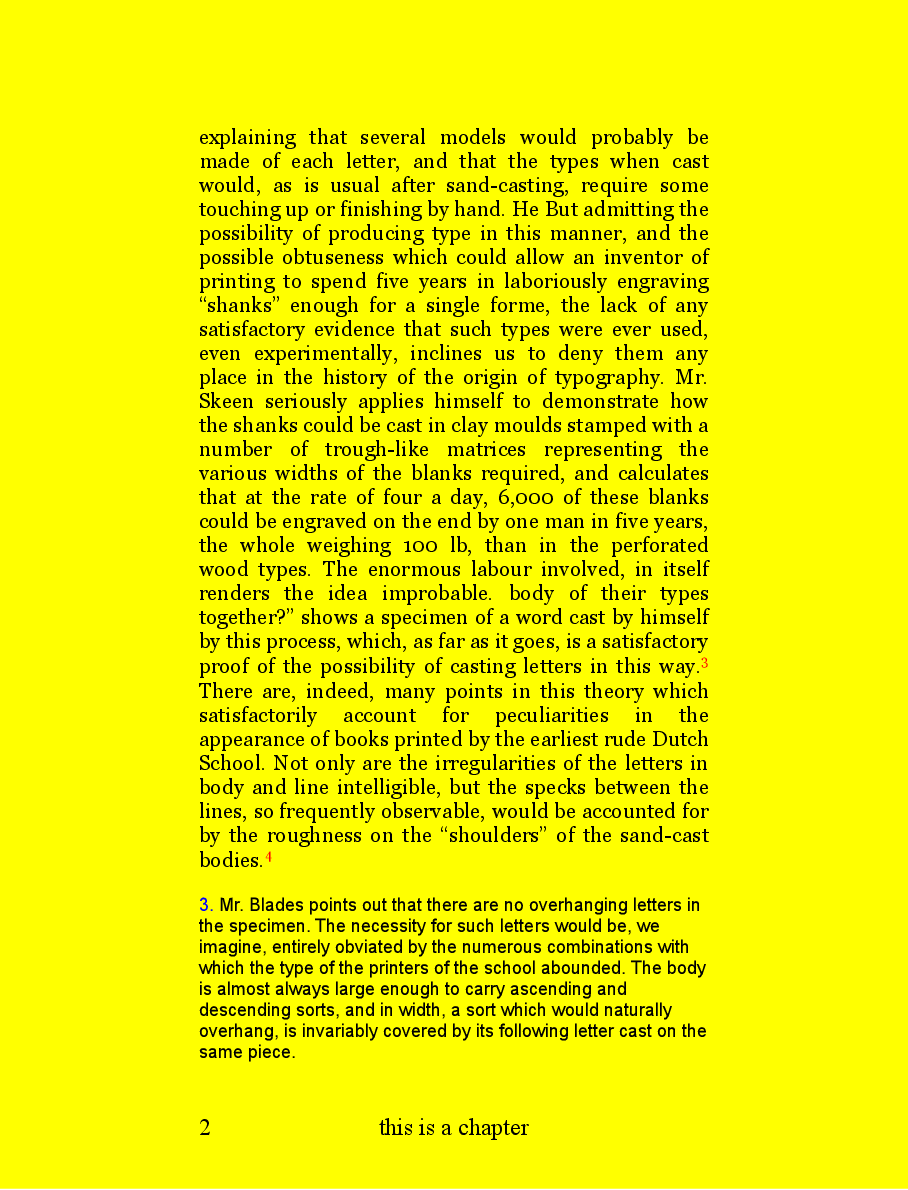 explaining that several models would probably be
made of each letter, and that the types when cast
would, as is usual after sand-casting, require some
touching up or finishing by hand. He But admitting the
possibility of producing type in this manner, and the
possible obtuseness which could allow an inventor of
printing to spend five years in laboriously engraving
“shanks” enough for a single forme, the lack of any
satisfactory evidence that such types were ever used,
even experimentally, inclines us to deny them any
place in the history of the origin of typography. Mr.
Skeen seriously applies himself to demonstrate how
the shanks could be cast in clay moulds stamped with a
number of trough-like matrices representing the
various widths of the blanks required, and calculates
that at the rate of four a day, 6,000 of these blanks
could be engraved on the end by one man in five years,
the whole weighing 100 lb, than in the perforated
wood types. The enormous labour involved, in itself
renders the idea improbable. body of their types
together?” shows a specimen of a word cast by himself
by this process, which, as far as it goes, is a satisfactory
proof of the possibility of casting letters in this way.3
There are, indeed, many points in this theory which
satisfactorily account for peculiarities in the
appearance of books printed by the earliest rude Dutch
School. Not only are the irregularities of the letters in
body and line intelligible, but the specks between the
lines, so frequently observable, would be accounted for
by the roughness on the “shoulders” of the sand-cast
bodies.4
3. Mr. Blades points out that there are no overhanging letters in
the specimen. The necessity for such letters would be, we
imagine, entirely obviated by the numerous combinations with
which the type of the printers of the school abounded. The body
is almost always large enough to carry ascending and
descending sorts, and in width, a sort which would naturally
overhang, is invariably covered by its following letter cast on the
same piece.
2 this is a chapter